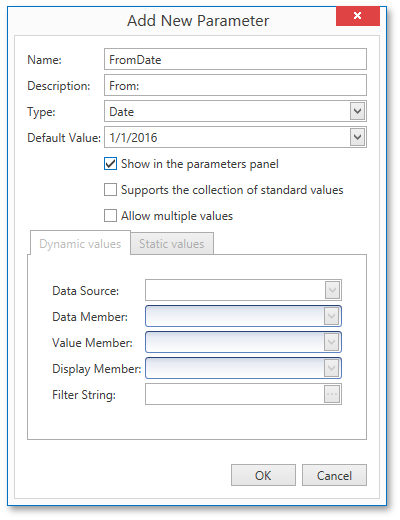 Add New Parameter
Name: FromDate
Description: From:
Type: Date
Default Value: 1/1/2016
Show in the parameters panel
Supports the collection of standard values
Allow multiple values
Dynamic values Static values
Data Source:
Data Member:
Value Member:
Display Member:
Filter String:
OK Cancel